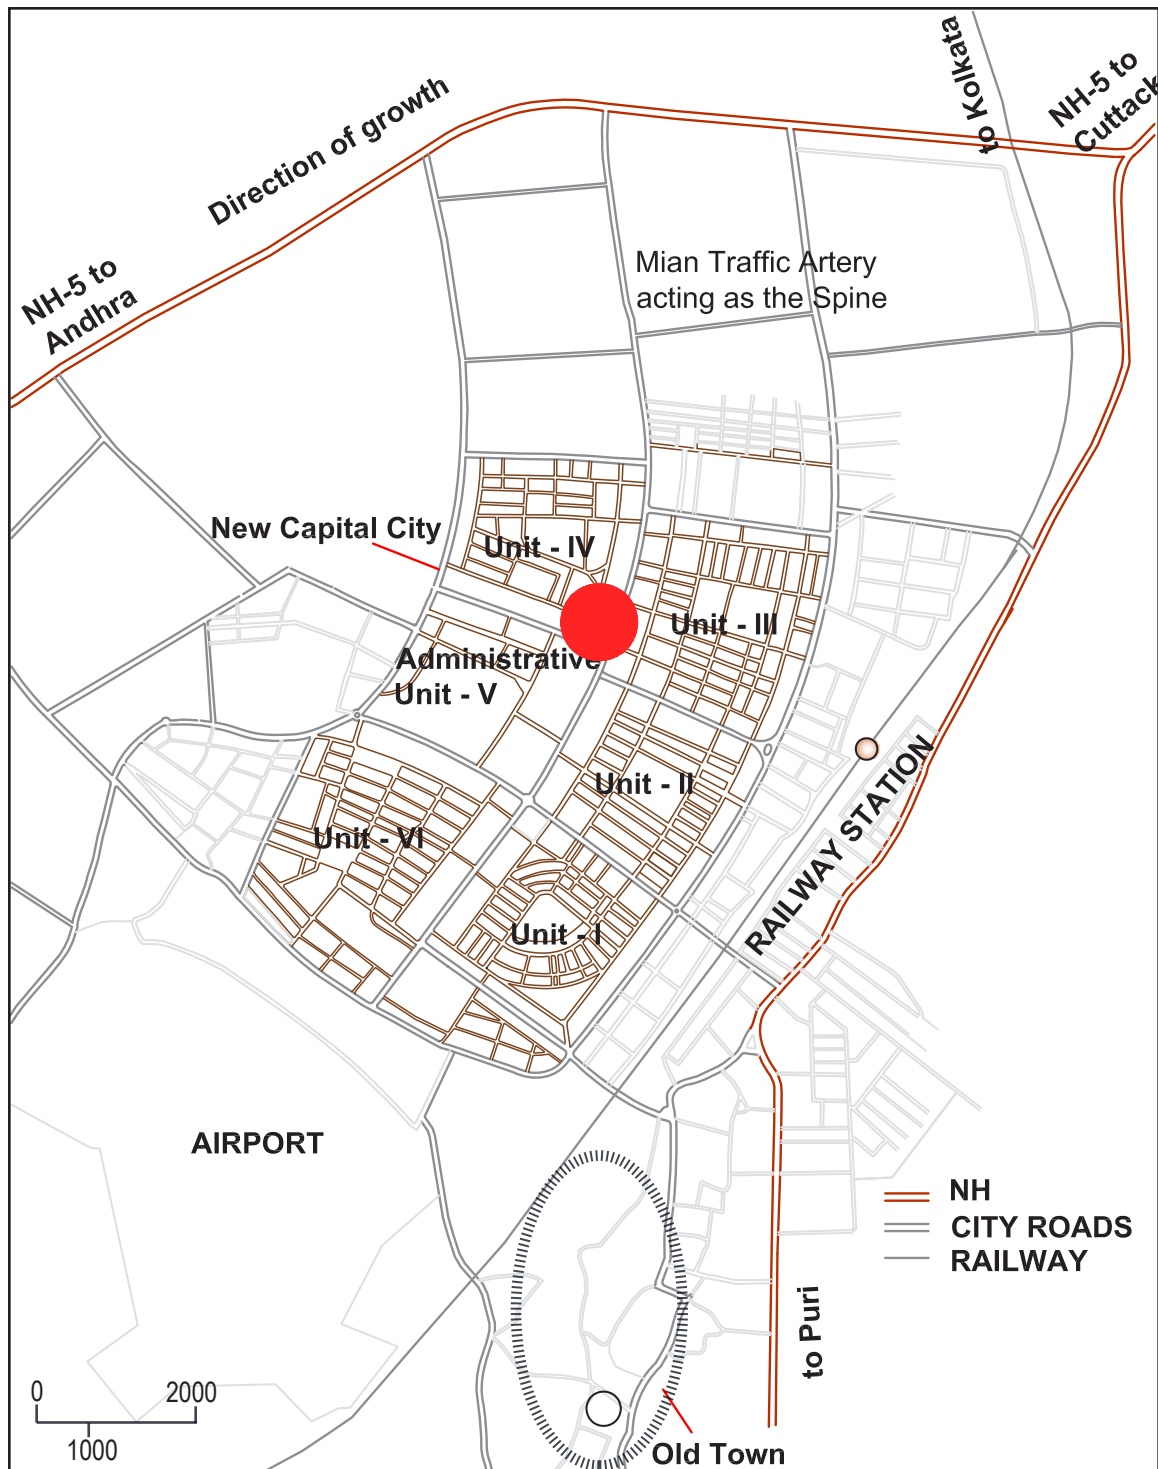 to Kolkata
NH-5 to
Cuttack
Direction of growth
NH-5 to
Andhra
Mian Traffic Artery
acting as the Spine
New Capital City
Unit - IV
Unit - III
Administrative
Unit - V
Unit - II
Unit - VI
Unit - I
RAILWAY STATION
AIRPORT
NH
CITY ROADS
RAILWAY
to Puri
0
2000
1000
Old Town